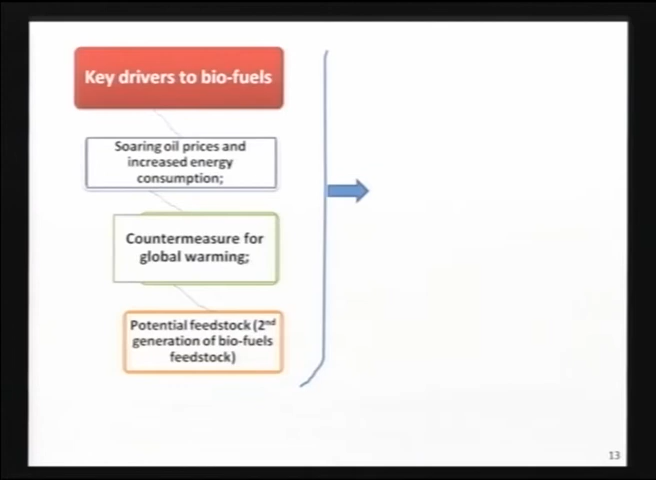 Key drivers to bio-fuels
Soaring oil prices and
increased energy
consumption;
Countermeasure for
global warming;
Potential feedstock (2nd
generation of bio-fuels
feedstock)
13